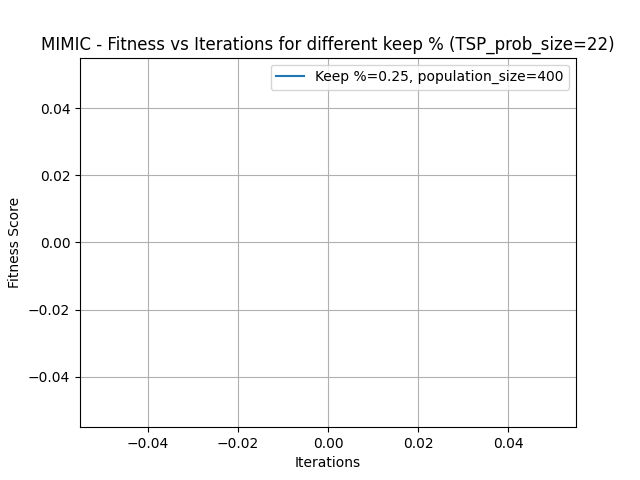 MIMIC - Fitness vs Iterations for different keep % (TSP_prob_size=22)
Keep %=0.25, population_size=400
0.04
0.02
0.00
−0.02
−0.04
Fitness Score
−0.04 −0.02 0.00 0.02 0.04
Iterations